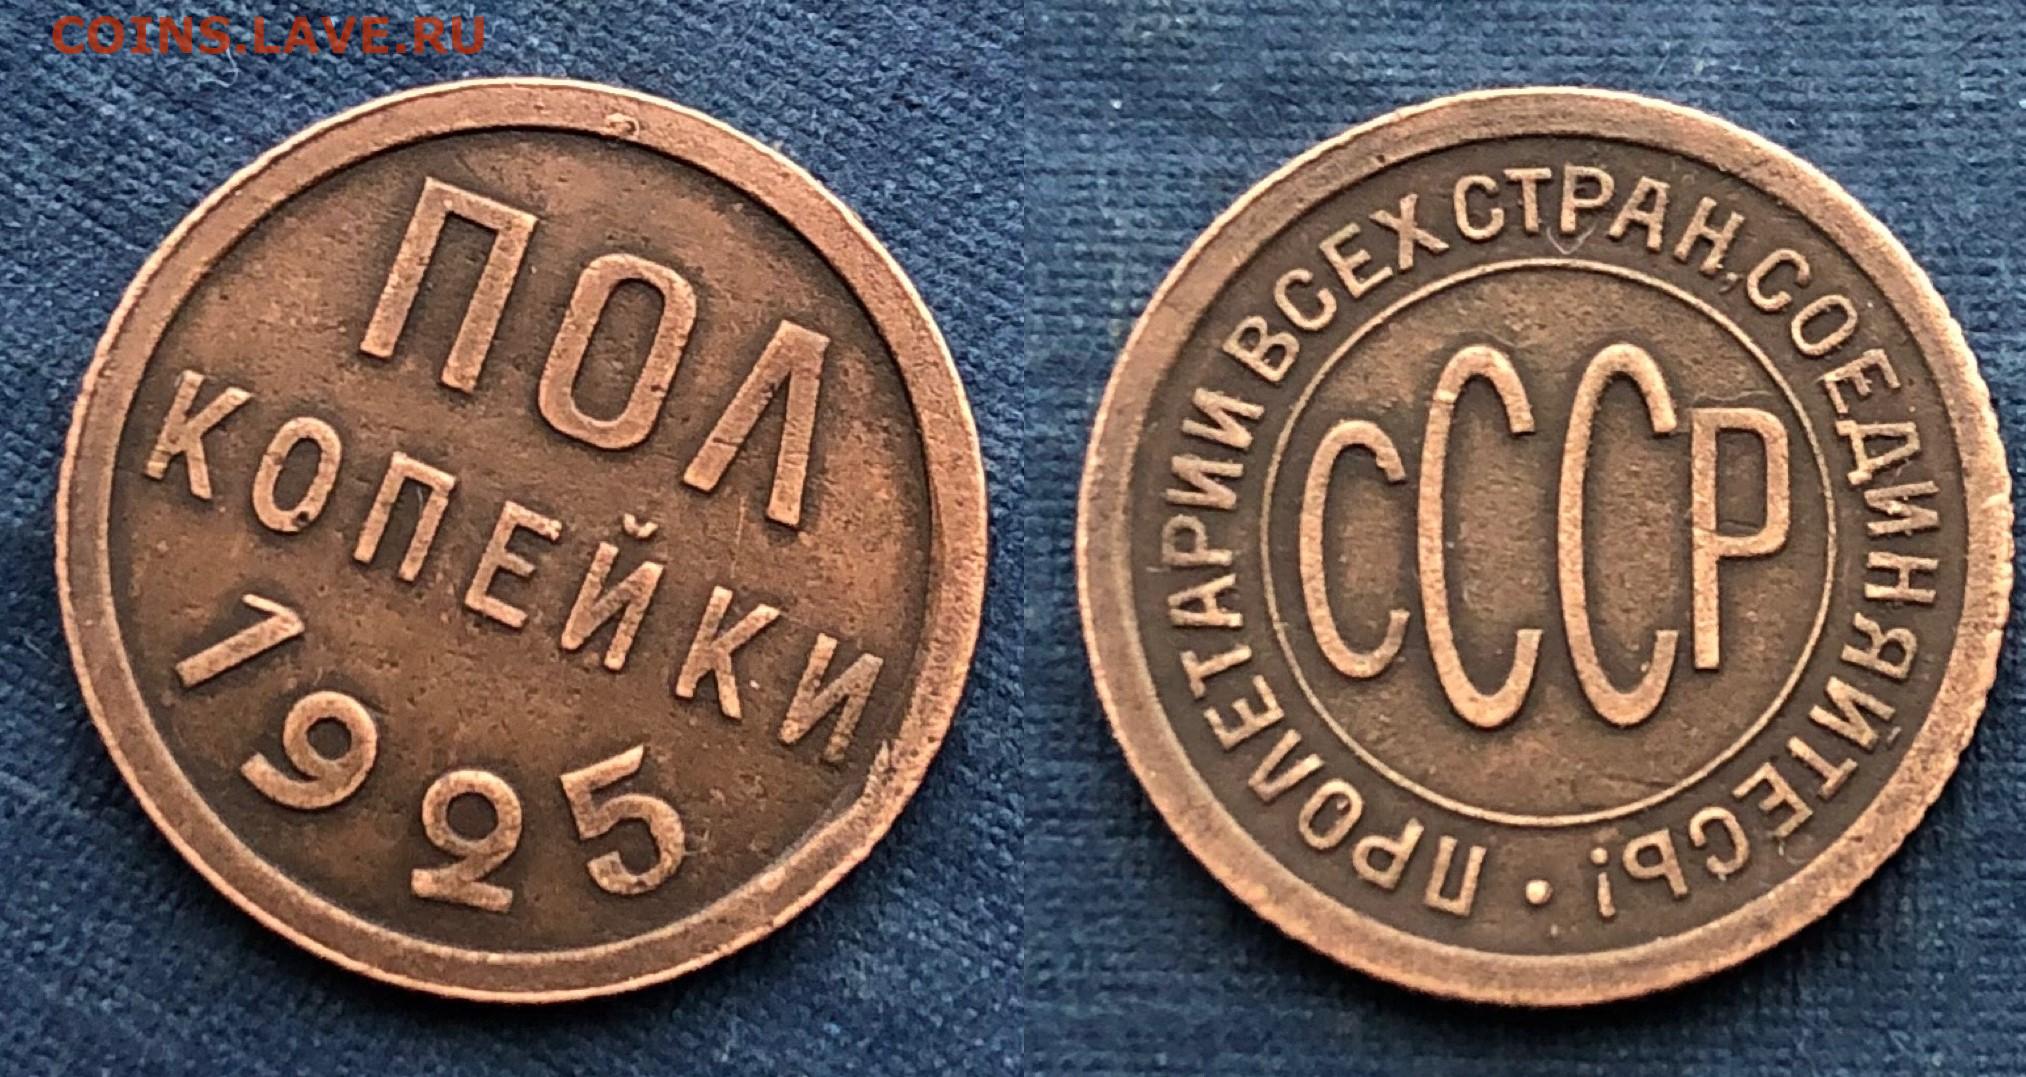 COINS.LAVE.RU
ПОЛ
КОПЕЙКИ
1925
ПРОЛЕТАРИИ ВСЕХ СТРАН, СОЕДИНЯЙТЕСЬ! •
СССР